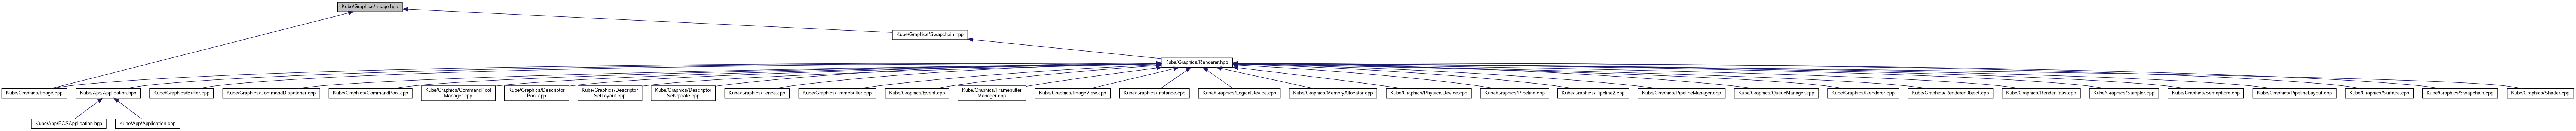 Kube/Graphics/Image.hpp
Kube/Graphics/Swapchain.hpp
Kube/Graphics/Renderer.hpp
Kube/Graphics/Image.cpp
Kube/App/Application.hpp
Kube/Graphics/Buffer.cpp
Kube/Graphics/CommandDispatcher.cpp
Kube/Graphics/CommandPool.cpp
Kube/Graphics/CommandPool
Manager.cpp
Kube/Graphics/Descriptor
Pool.cpp
Kube/Graphics/Descriptor
SetLayout.cpp
Kube/Graphics/Descriptor
SetUpdate.cpp
Kube/Graphics/Fence.cpp
Kube/Graphics/Framebuffer.cpp
Kube/Graphics/Event.cpp
Kube/Graphics/Framebuffer
Manager.cpp
Kube/Graphics/ImageView.cpp
Kube/Graphics/Instance.cpp
Kube/Graphics/LogicalDevice.cpp
Kube/Graphics/MemoryAllocator.cpp
Kube/Graphics/PhysicalDevice.cpp
Kube/Graphics/Pipeline.cpp
Kube/Graphics/Pipeline2.cpp
Kube/Graphics/PipelineManager.cpp
Kube/Graphics/QueueManager.cpp
Kube/Graphics/Renderer.cpp
Kube/Graphics/RendererObject.cpp
Kube/Graphics/RenderPass.cpp
Kube/Graphics/Sampler.cpp
Kube/Graphics/Semaphore.cpp
Kube/Graphics/PipelineLayout.cpp
Kube/Graphics/Surface.cpp
Kube/Graphics/Swapchain.cpp
Kube/Graphics/Shader.cpp
Kube/App/ECSApplication.hpp
Kube/App/Application.cpp